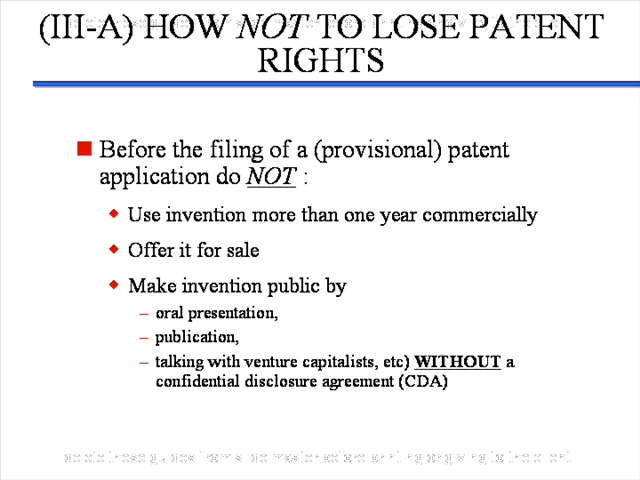 (III-A) HOW NOT TO LOSE PATENT
RIGHTS
Before the filing of a (provisional) patent
application do NOT :
Use invention more than one year commercially
Offer it for sale
Make invention public by
– oral presentation,
– publication,
– talking with venture capitalists, etc) WITHOUT a
confidential disclosure agreement (CDA)